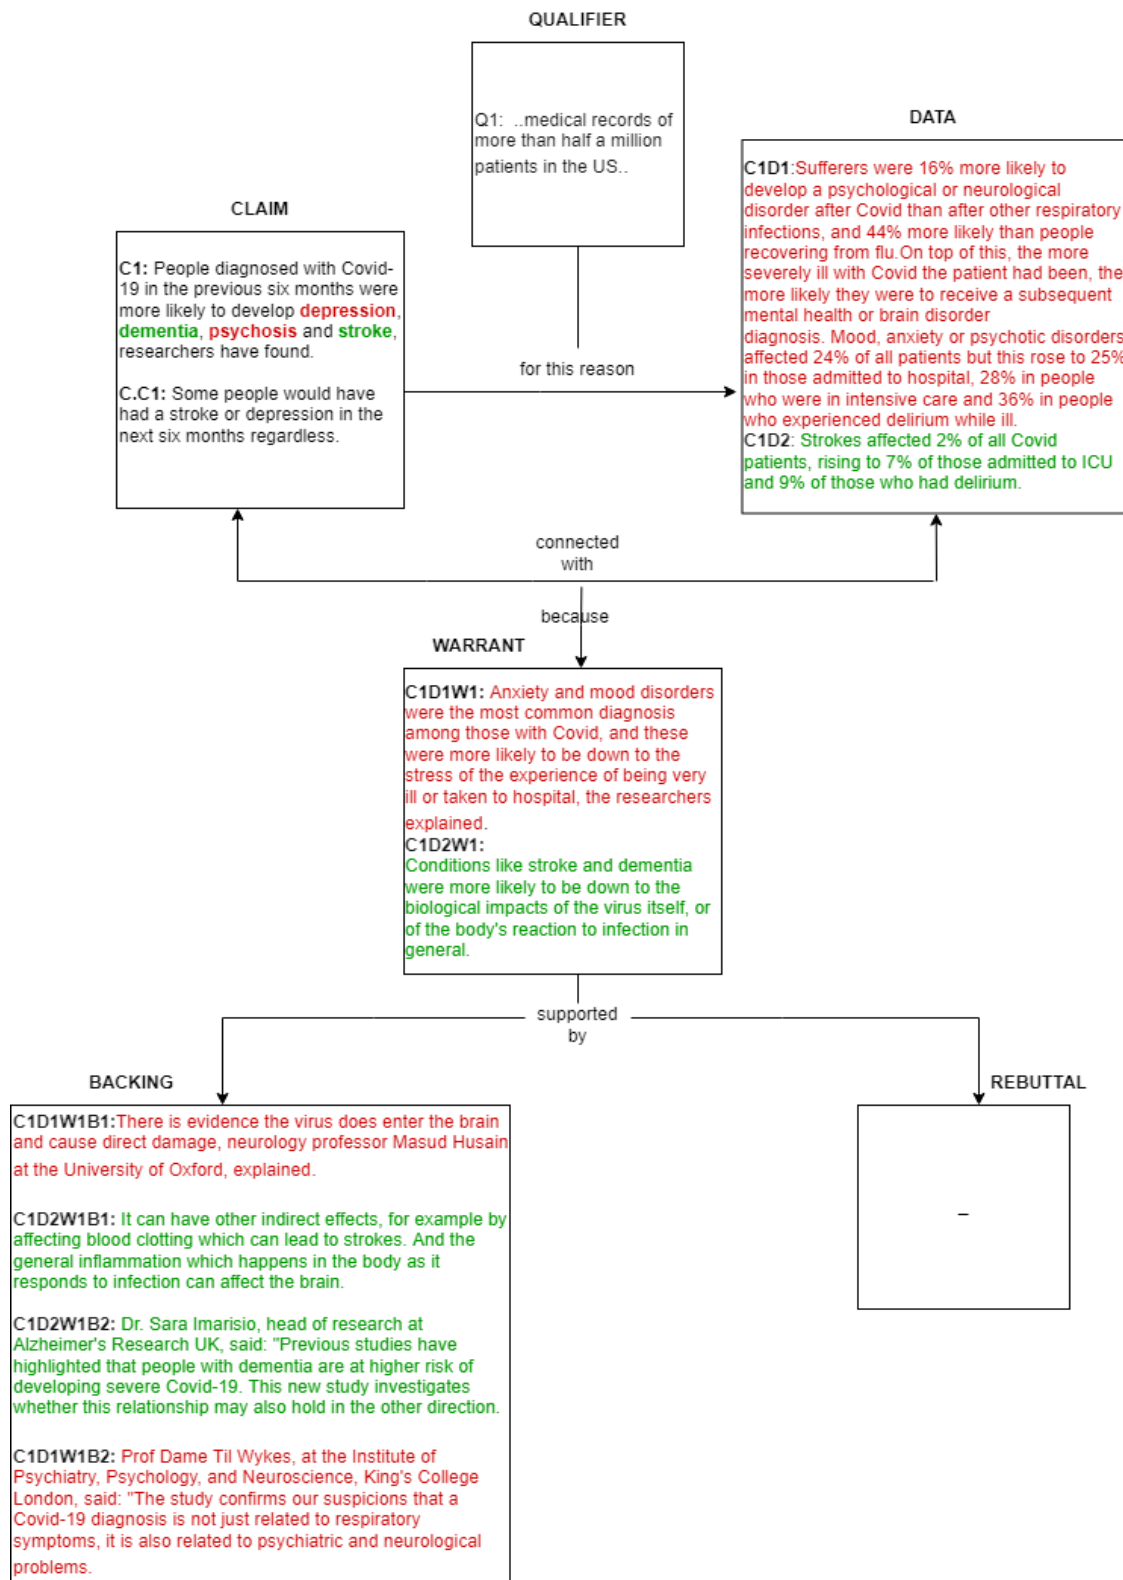 QUALIFIER
Q1: ..medical records of
more than half a million
patients in the US..
DATA
C1D1:Sufferers were 16% more likely to
develop a psychological or neurological
disorder after Covid than after other respiratory
infections, and 44% more likely than people
recovering from flu.On top of this, the more
severely ill with Covid the patient had been, the
more likely they were to receive a subsequent
mental health or brain disorder
diagnosis. Mood, anxiety or psychotic disorders
affected 24% of all patients but this rose to 25%
in those admitted to hospital, 28% in people
who were in intensive care and 36% in people
who experienced delirium while ill.
C1D2: Strokes affected 2% of all Covid
patients, rising to 7% of those admitted to ICU
and 9% of those who had delirium.
CLAIM
C1: People diagnosed with Covid-
19 in the previous six months were
more likely to develop depression,
dementia, psychosis and stroke,
researchers have found.
C.C1: Some people would have
had a stroke or depression in the
next six months regardless.
for this reason
connected
with
because
WARRANT
C1D1W1: Anxiety and mood disorders
were the most common diagnosis
among those with Covid, and these
were more likely to be down to the
stress of the experience of being very
ill or taken to hospital, the researchers
explained.
C1D2W1:
Conditions like stroke and dementia
were more likely to be down to the
biological impacts of the virus itself, or
of the body's reaction to infection in
general.
supported
by
BACKING
C1D1W1B1:There is evidence the virus does enter the brain
and cause direct damage, neurology professor Masud Husain
at the University of Oxford, explained.
C1D2W1B1: It can have other indirect effects, for example by
affecting blood clotting which can lead to strokes. And the
general inflammation which happens in the body as it
responds to infection can affect the brain.
C1D2W1B2: Dr. Sara Imarisio, head of research at
Alzheimer's Research UK, said: "Previous studies have
highlighted that people with dementia are at higher risk of
developing severe Covid-19. This new study investigates
whether this relationship may also hold in the other direction.
C1D1W1B2: Prof Dame Til Wykes, at the Institute of
Psychiatry, Psychology, and Neuroscience, King's College
London, said: "The study confirms our suspicions that a
Covid-19 diagnosis is not just related to respiratory
symptoms, it is also related to psychiatric and neurological
problems.
REBUTTAL
–